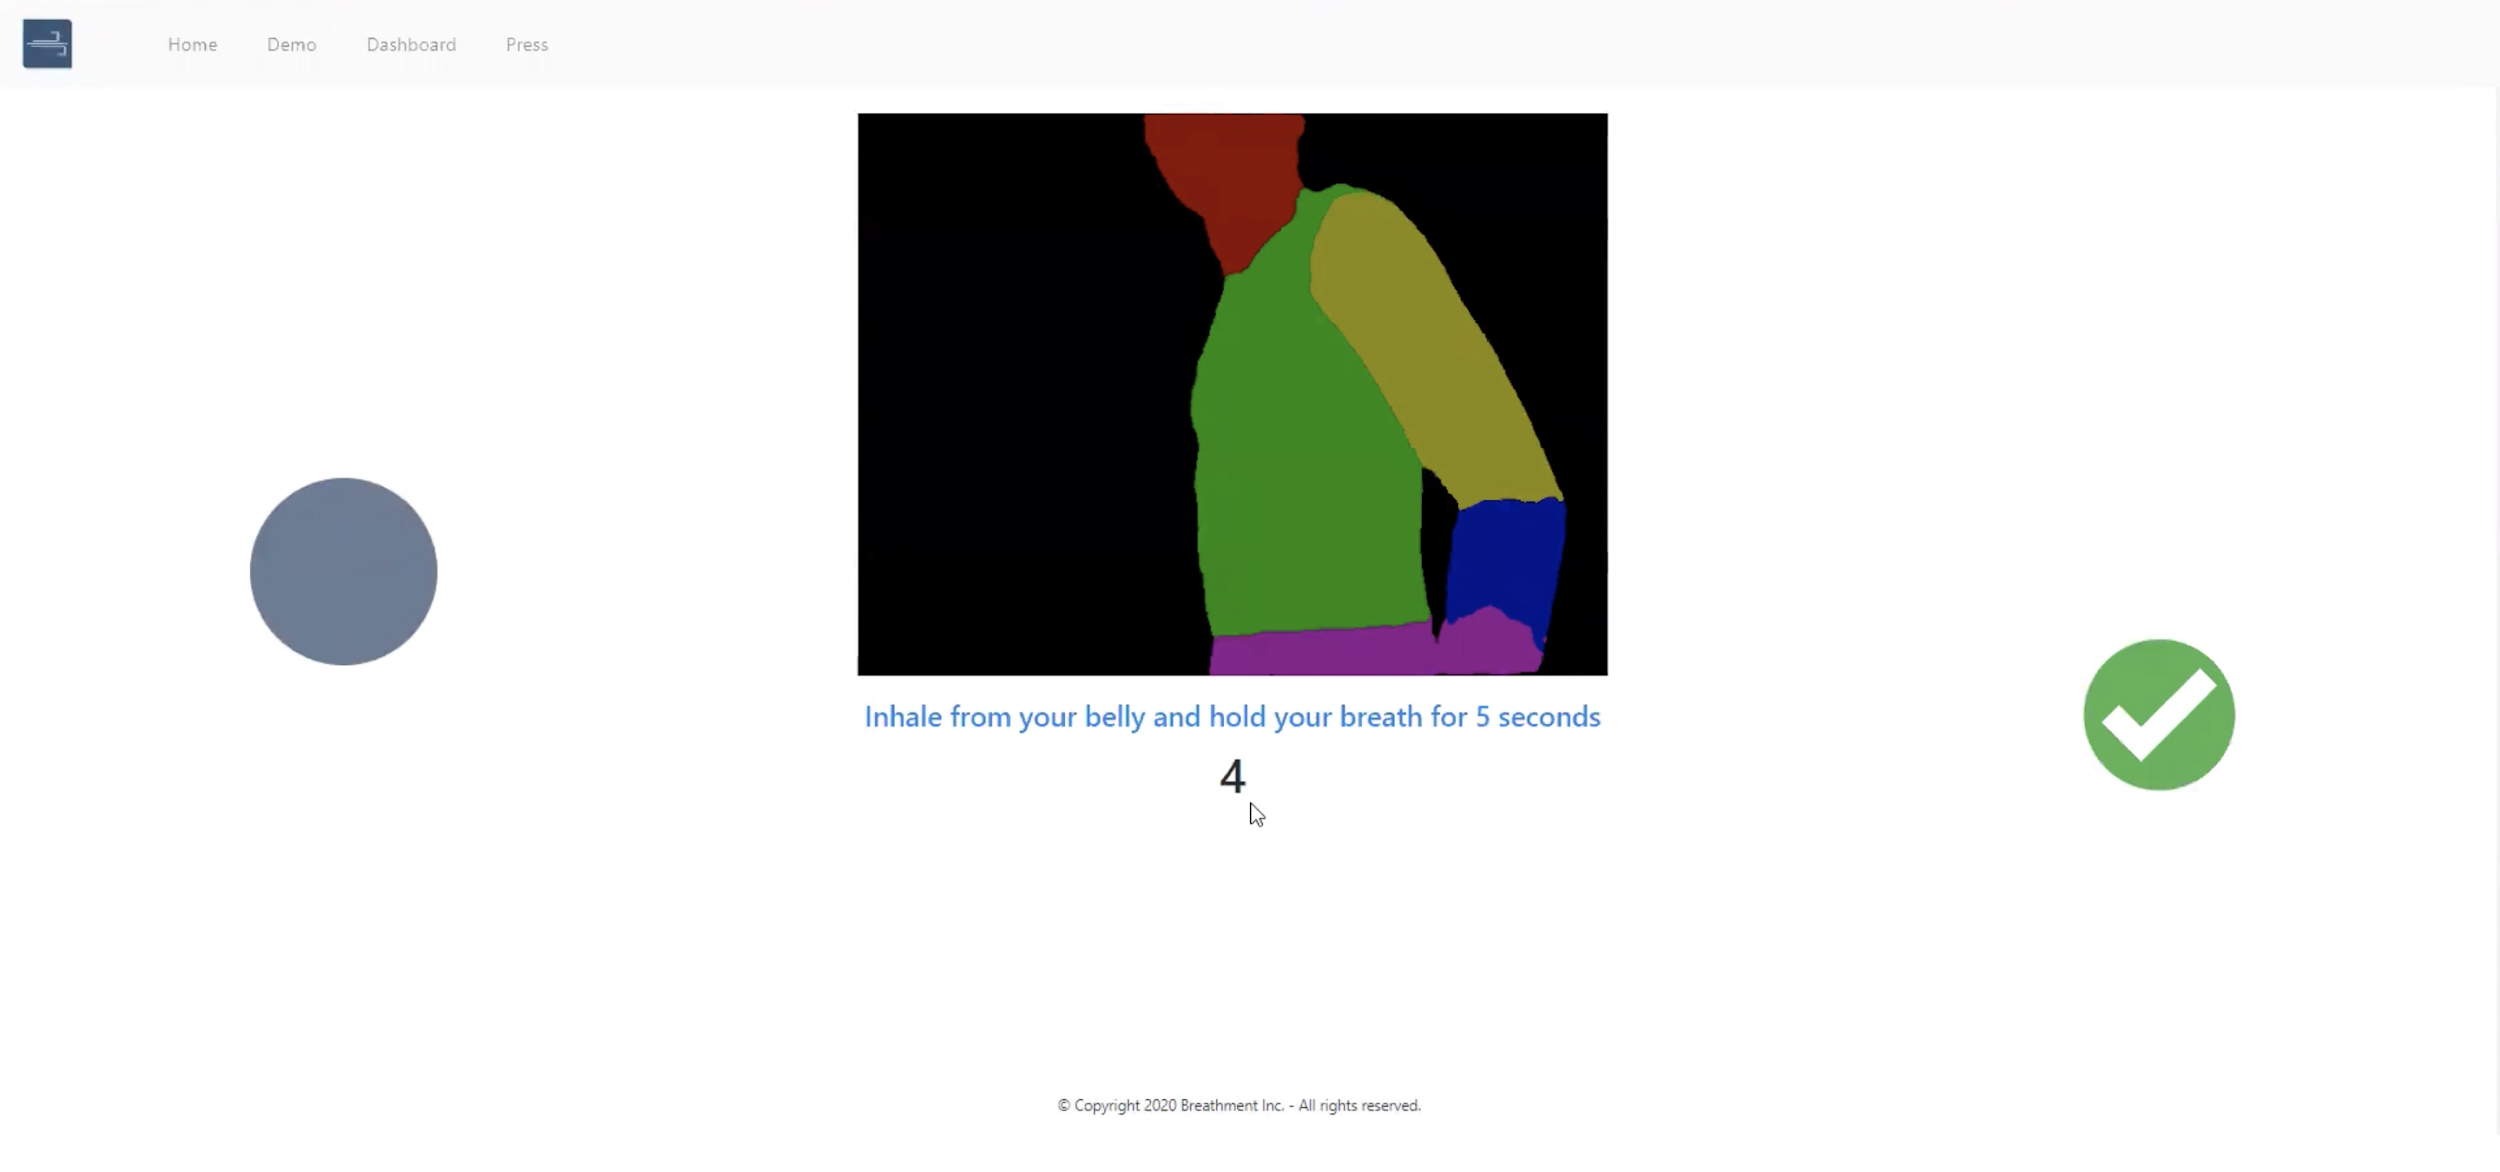 Home Demo Dashboard Press
Inhale from your belly and hold your breath for 5 seconds
4
© Copyright 2020 Breathment Inc. - All rights reserved.